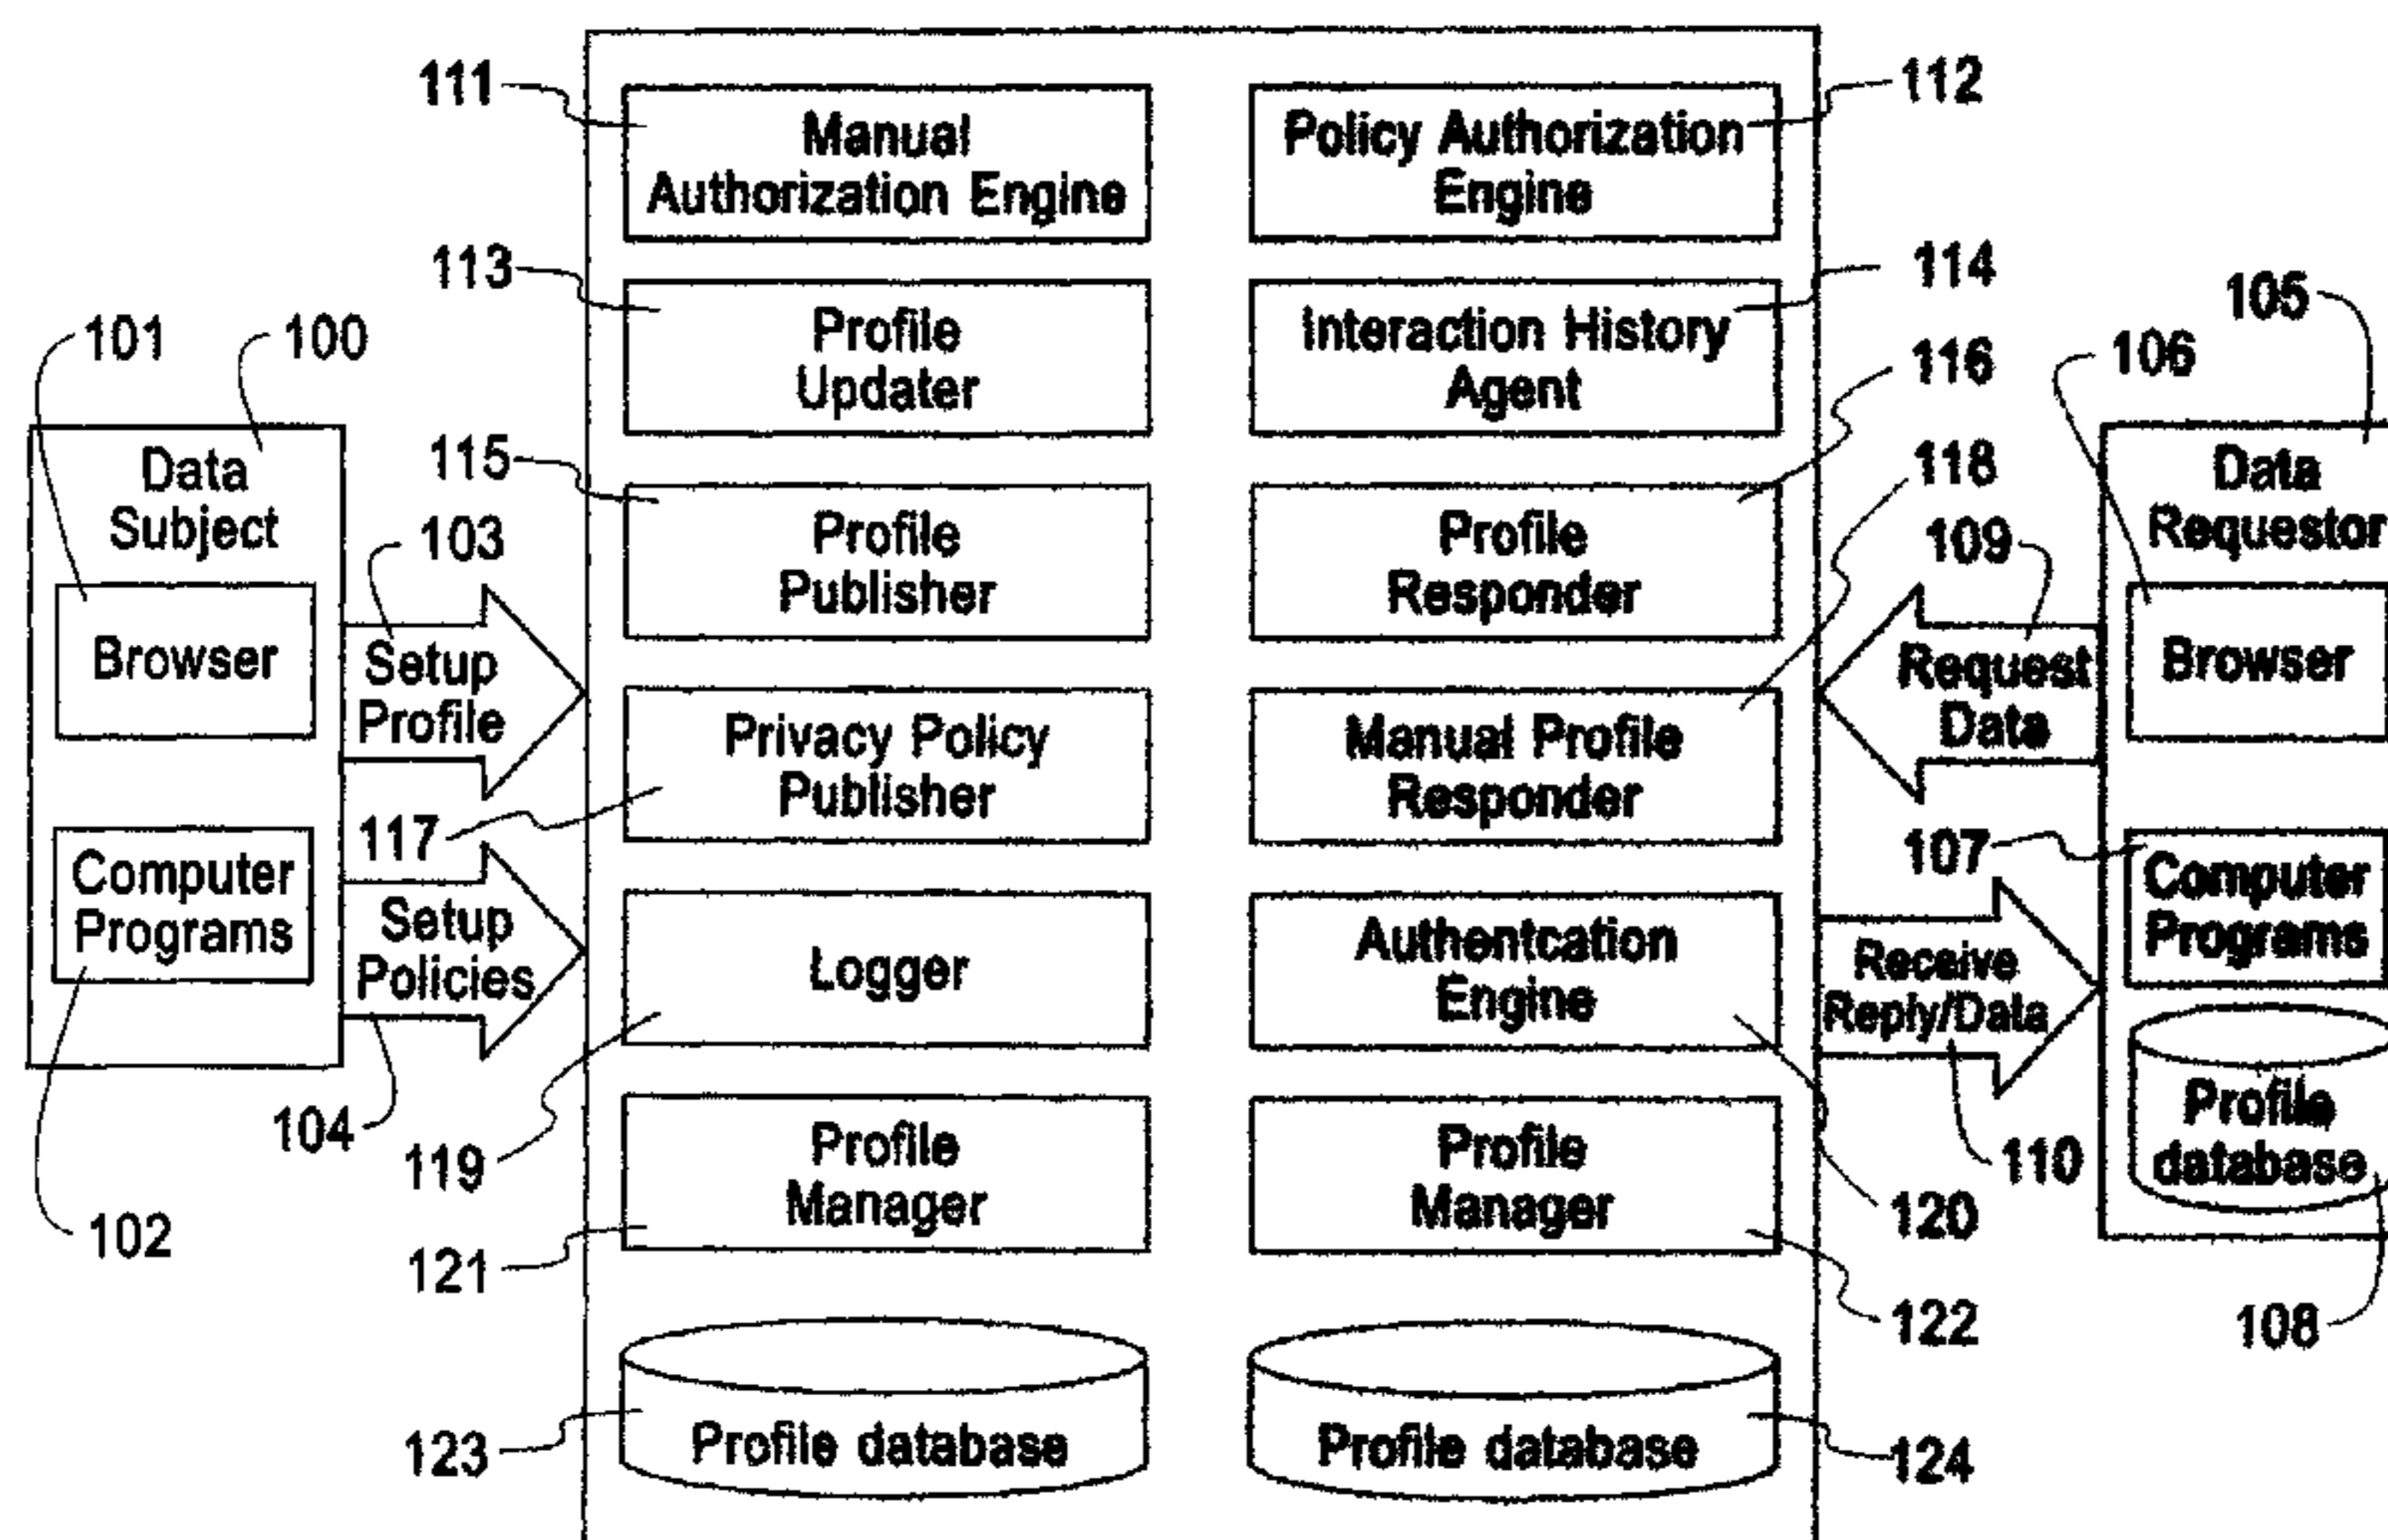 111
Manual
Authorization Engine
Policy Authorization
Engine
112
113
Profile
Updater
Interaction History
Agent
114
101
100
105
106
Data
Subject
Browser
Computer
Programs
102
103
Setup
Profile
Setup
Policies
104
115
Profile
Publisher
Profile
Responder
116
117
Privacy Policy
Publisher
Manual Profile
Responder
118
119
Logger
Authentcation
Engine
120
121
Profile
Manager
Profile
Manager
122
123
Profile database
Profile database
124
109
Request
Data
Receive
Reply/Data
110
Data
Requestor
Browser
107
Computer
Programs
Profile
database
108